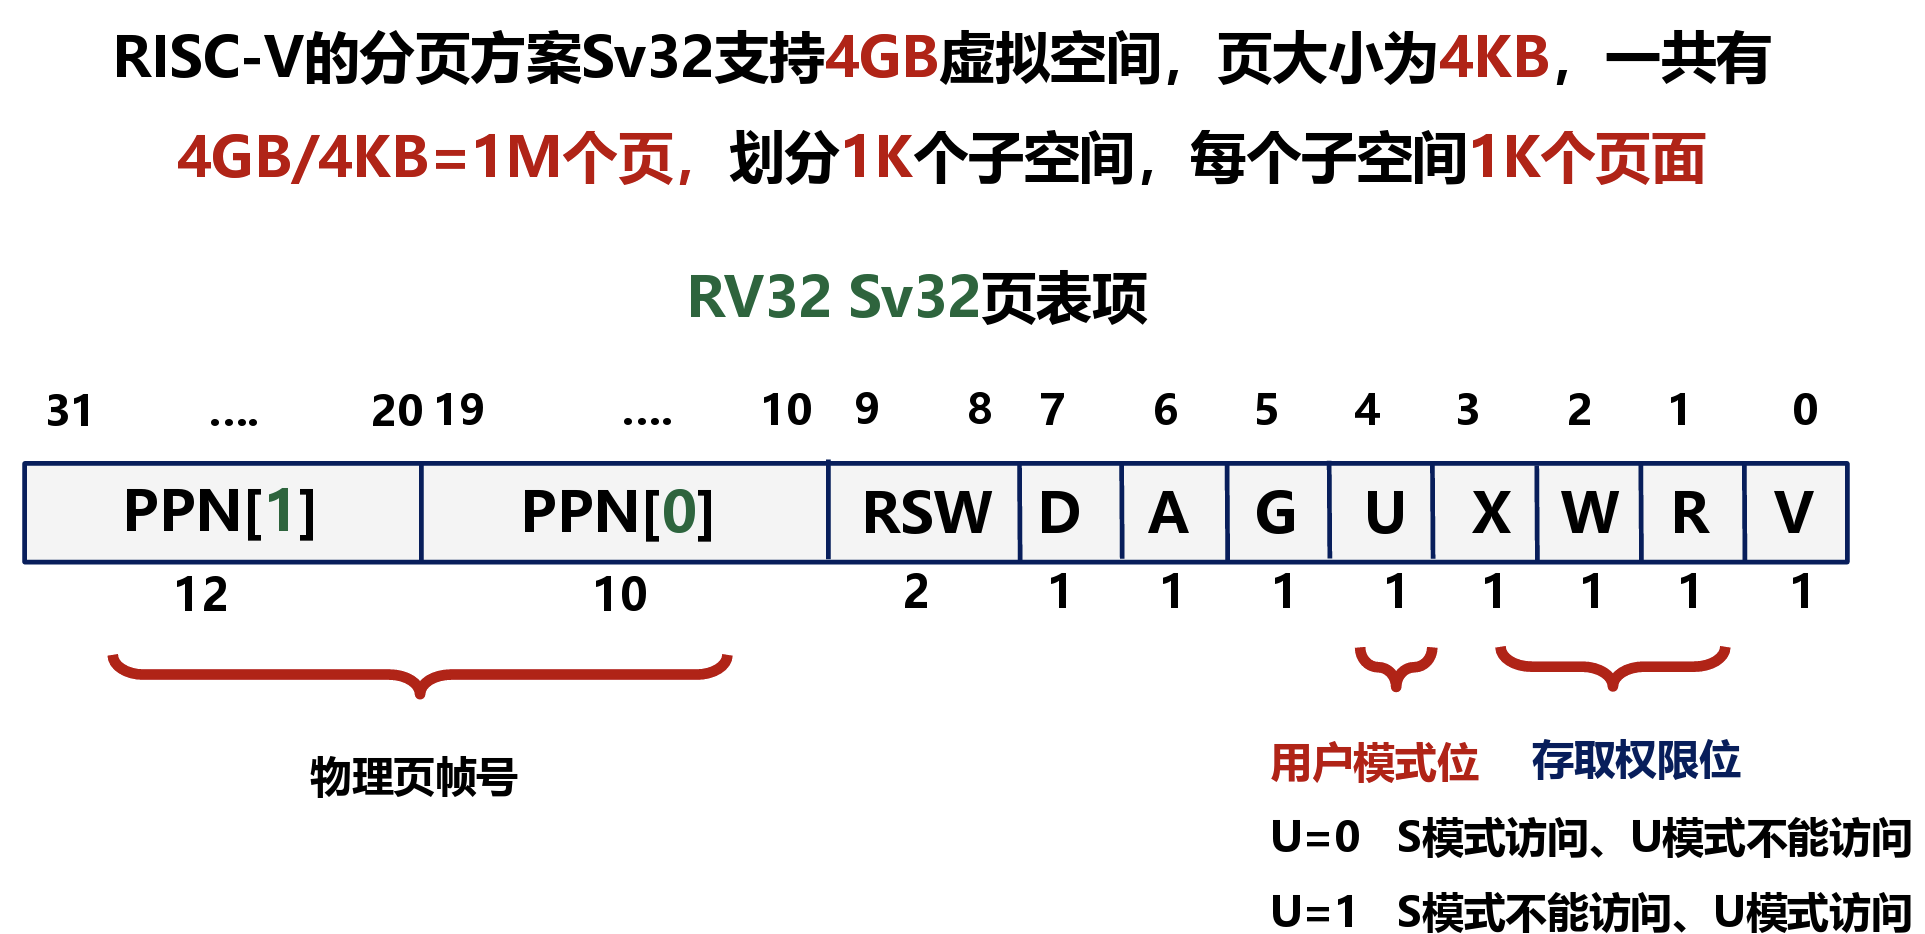 RISC-V的分页方案Sv32支持4GB虚拟空间，页大小为4KB，一共有
4GB/4KB=1M个页，划分1K个子空间，每个子空间1K个页面
RV32 Sv32页表项
31 .... 20 19 .... 10 9 8 7 6 5 4 3 2 1 0
PPN[1] PPN[0] RSW D A G U X W R V
12 10 2 1 1 1 1 1 1 1 1
物理页帧号
用户模式位 存取权限位
U=0 S模式访问、U模式不能访问
U=1 S模式不能访问、U模式访问